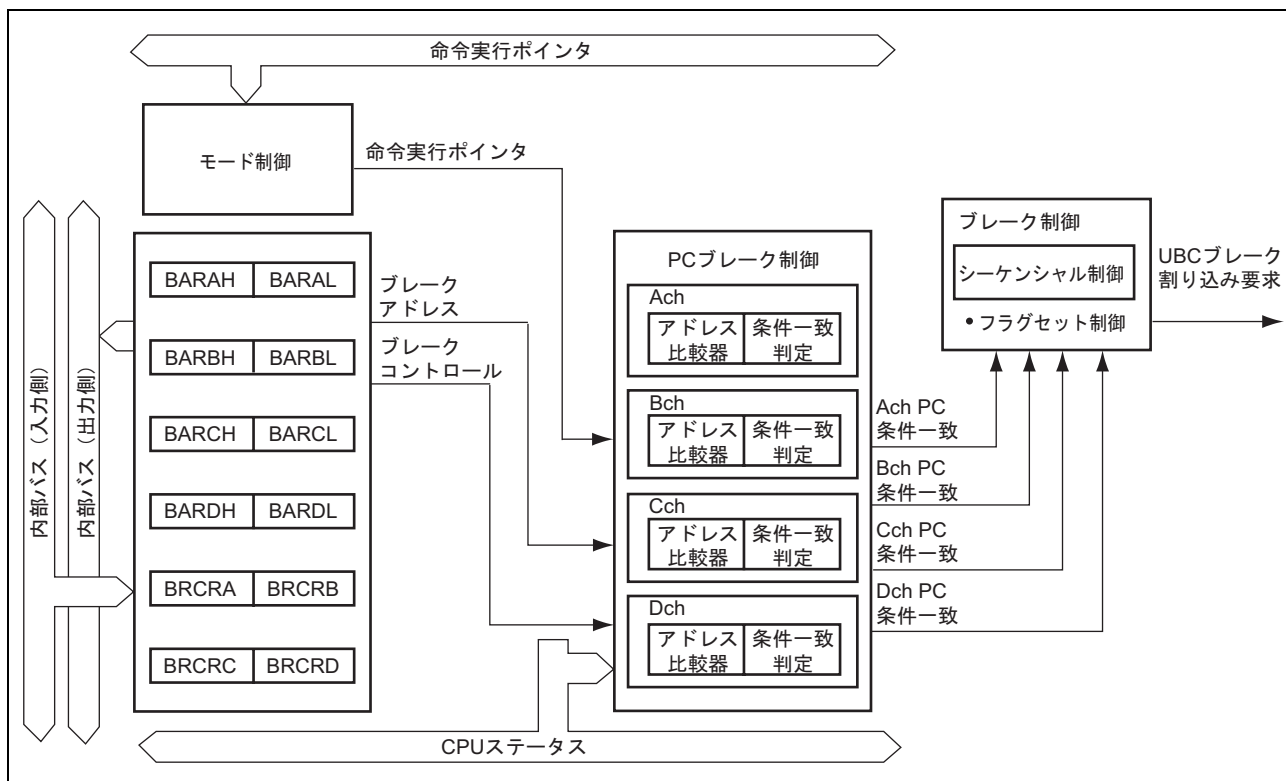 命令実行ポインタ
モード制御
命令実行ポインタ
内部バス（入力側）
内部バス（出力側）
BARAH BARAL
BARBH BARBL
BARCH BARCL
BARDH BARDL
BRCRA BRCRB
BRCRC BRCRD
ブレーク
アドレス
ブレーク
コントロール
PCブレーク制御
Ach
アドレス 条件一致
比較器 判定
Bch
アドレス 条件一致
比較器 判定
Cch
アドレス 条件一致
比較器 判定
Dch
アドレス 条件一致
比較器 判定
Ach PC
条件一致
Bch PC
条件一致
Cch PC
条件一致
Dch PC
条件一致
ブレーク制御
シーケンシャル制御
•フラグセット制御
UBCブレーク
割り込み要求
CPUステータス